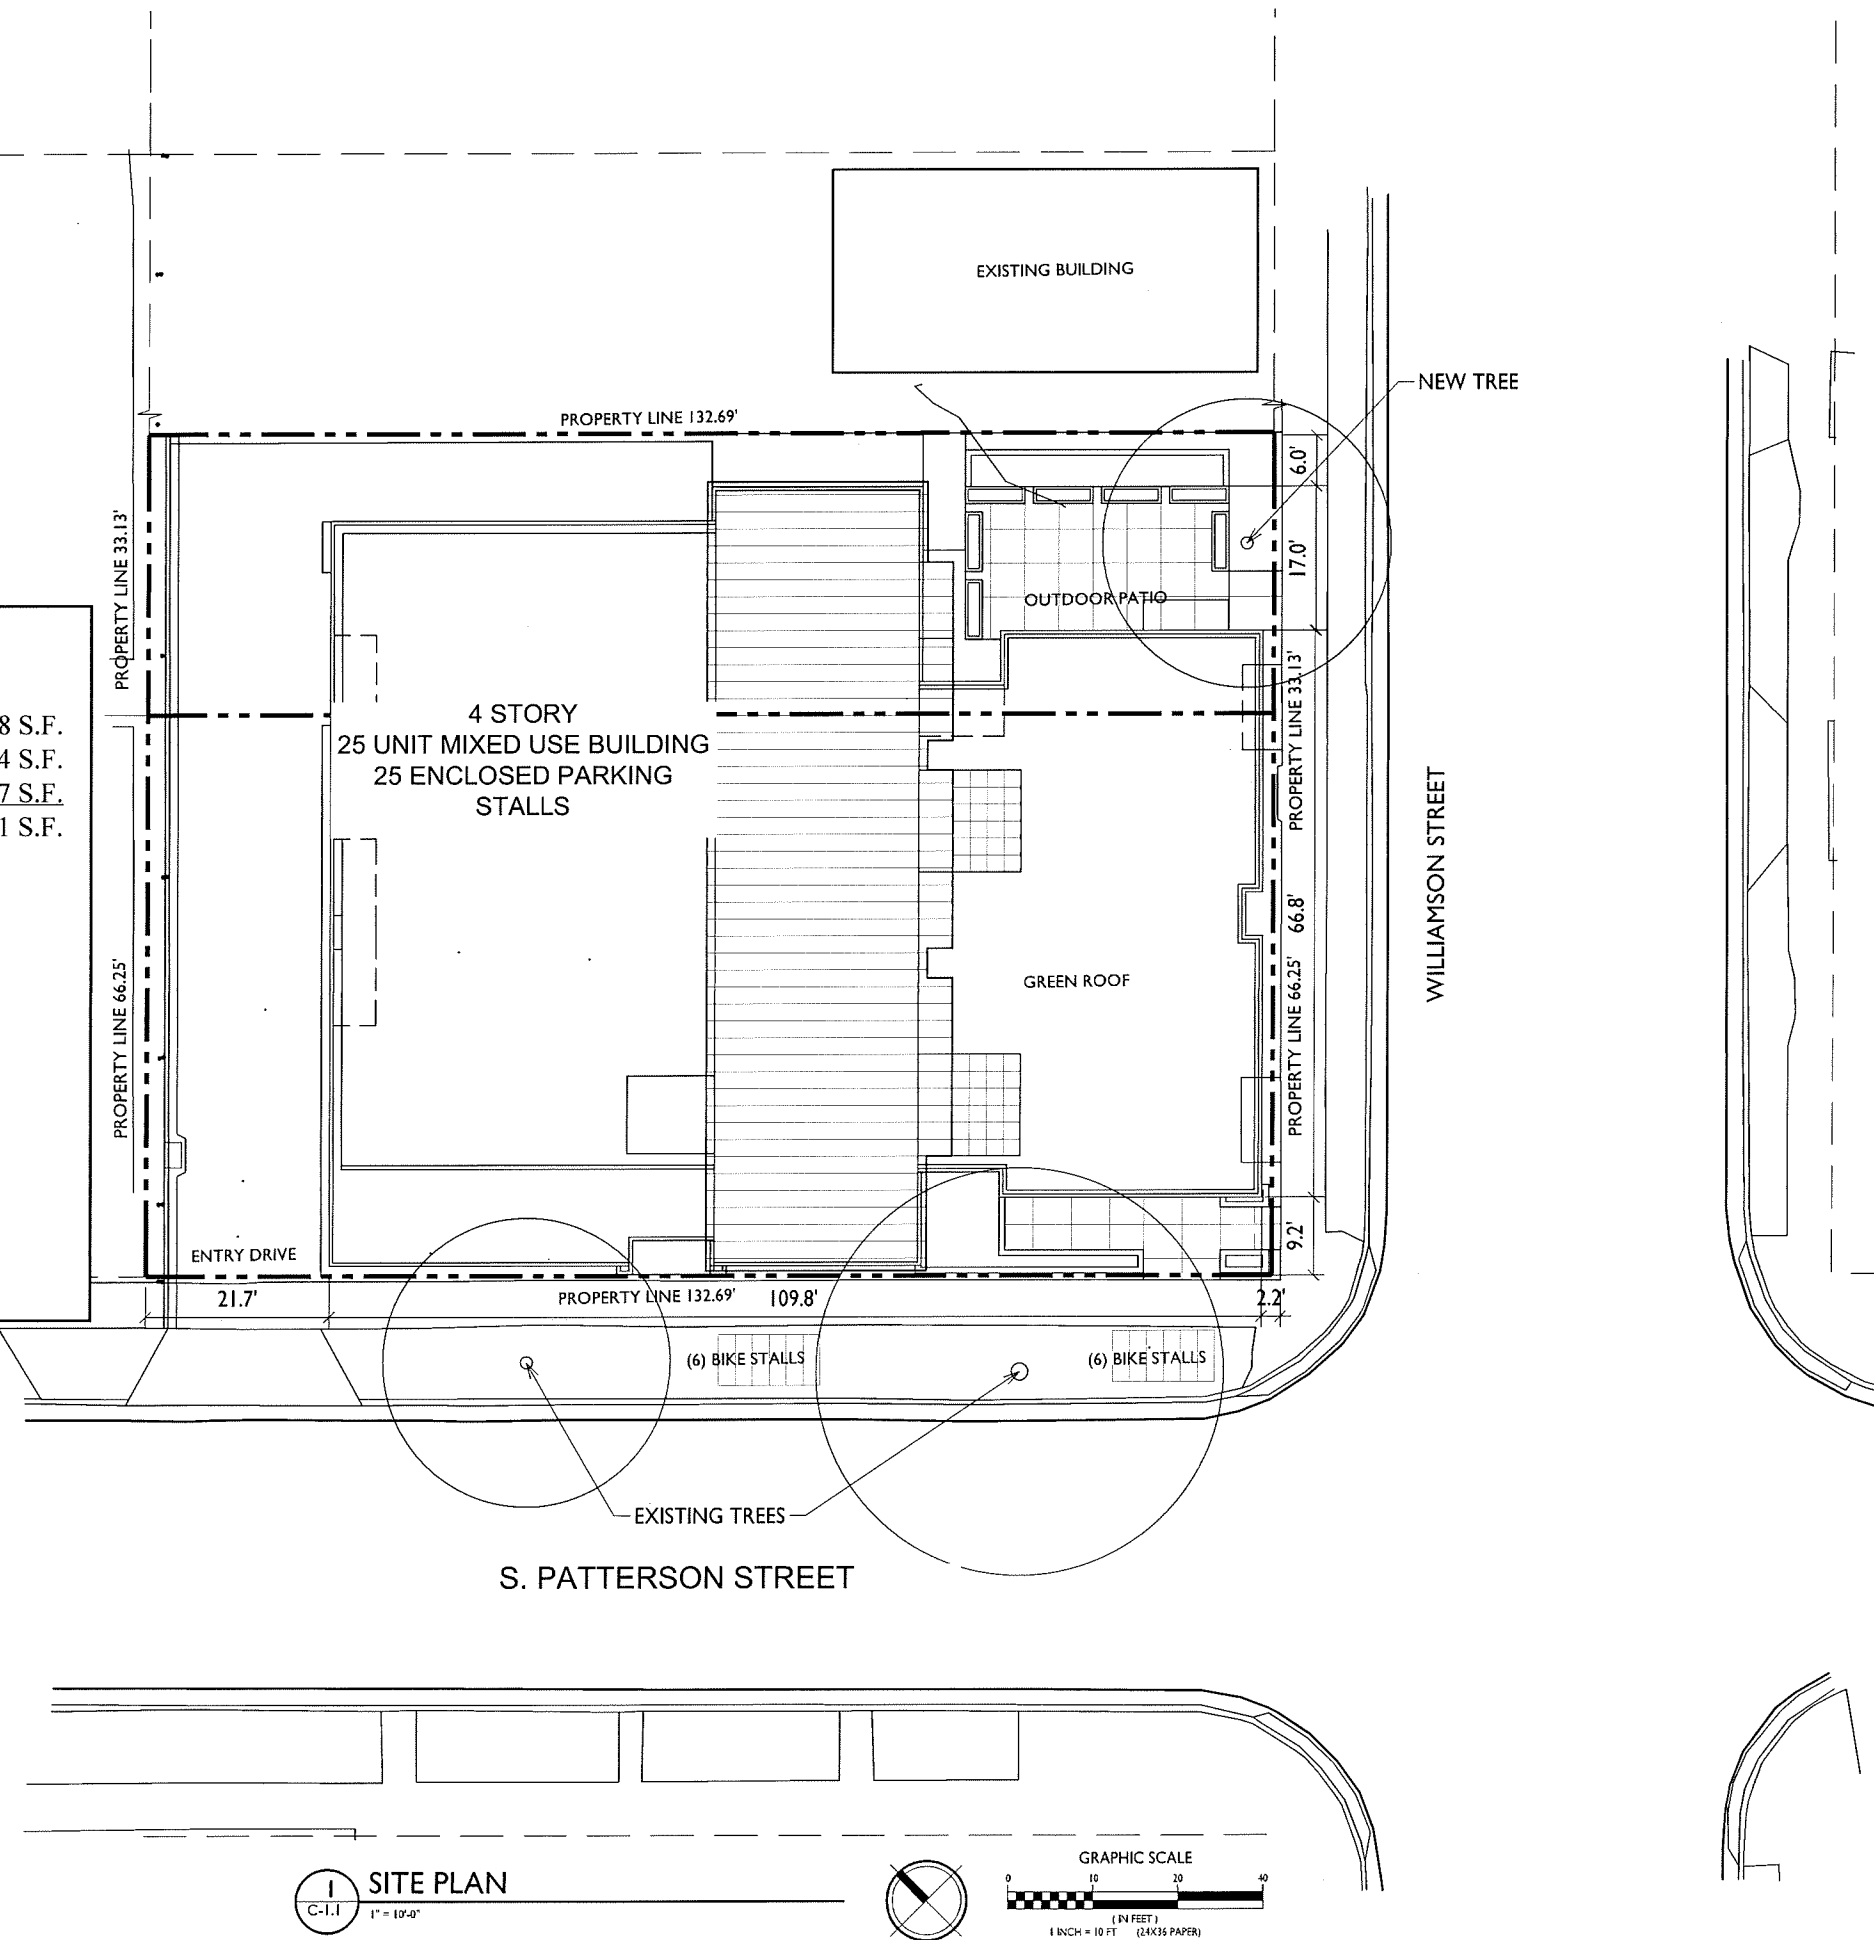 EXISTING BUILDING
NEW TREE
PROPERTY LINE 132.69'
6.0'
PROPERTY LINE 33.13'
17.0'
OUTDOOR PATIO
PROPERTY LINE 33.13'
8 S.F.
4 S.F.
7 S.F.
1 S.F.
4 STORY
25 UNIT MIXED USE BUILDING
25 ENCLOSED PARKING
STALLS
WILLIAMSON STREET
66.8'
PROPERTY LINE 66.25'
GREEN ROOF
PROPERTY LINE 66.25'
9.2'
ENTRY DRIVE
21.7'
PROPERTY LINE 132.69'
109.8'
2.2'
(6) BIKE STALLS
(6) BIKE STALLS
EXISTING TREES
S. PATTERSON STREET
1
C-1.1
SITE PLAN
1" = 10'-0"
GRAPHIC SCALE
0 10 20 40
( IN FEET )
1 INCH = 10 FT (24X36 PAPER)